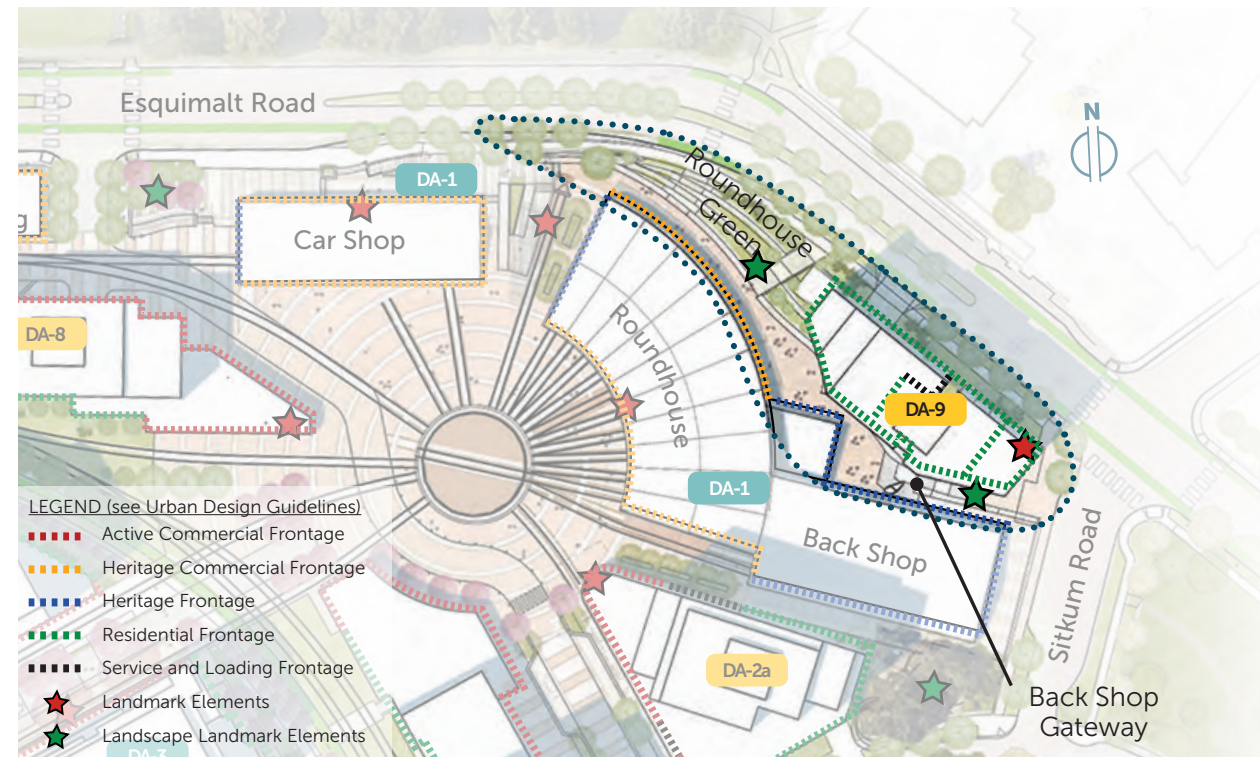 Esquimalt Road
N
DA-1
Roundhouse
Green
g
Car Shop
Roundhouse
DA-8
DA-9
DA-1
LEGEND (see Urban Design Guidelines)
Active Commercial Frontage
Heritage Commercial Frontage
Heritage Frontage
Residential Frontage
Service and Loading Frontage
Landmark Elements
Landscape Landmark Elements
Back Shop
Sitkum Road
DA-2a
Back Shop
Gateway
DA-3